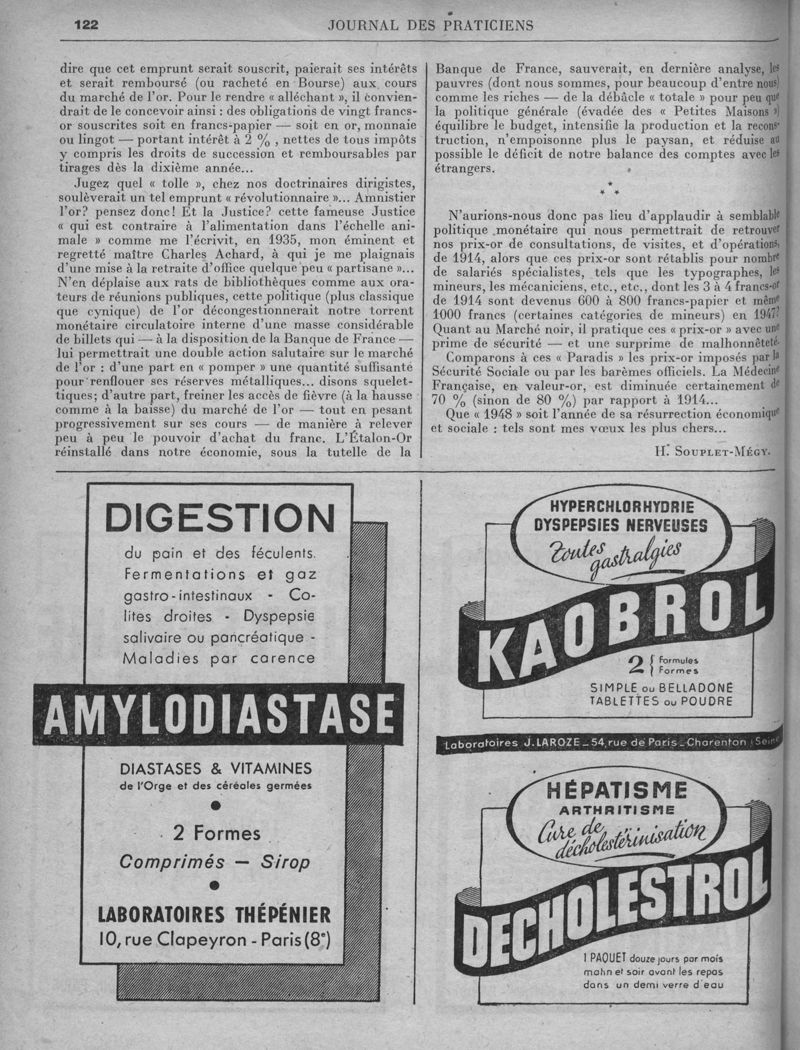 122
JOURNAL DES PRATICIENS
dire que cet emprunt serait souscrit, paierait ses intérêts
et serait remboursé (ou racheté en Bourse) aux cours
du marché de l'or. Pour le rendre « alléchant », il convien-
drait de le concevoir ainsi : des obligations de vingt francs-
or souscrites soit en francs-papier — soit en or, monnaie
ou lingot — portant intérêt à 2 % , nettes de tous impôts
y compris les droits de succession et remboursables par
tirages dès la dixième année...
Jugez quel « tolle », chez nos doctrinaires dirigistes,
soulèverait un tel emprunt « révolutionnaire »... Amnistier
l'or? pensez donc! Et la Justice? cette fameuse Justice
« qui est contraire à l'alimentation dans l'échelle ani-
male » comme me l'écrivit, en 1935, mon éminent et
regretté maître Charles Achard, à qui je me plaignais
d'une mise à la retraite d'office quelque peu « partisane »...
N'en déplaise aux rats de bibliothèques comme aux ora-
teurs de réunions publiques, cette politique (plus classique
que cynique) de l'or décongestionnerait notre torrent
monétaire circulatoire interne d'une masse considérable
de billets qui — à la disposition de la Banque de France —
lui permettrait une double action salutaire sur le marché
de l'or : d'une part en « pomper » une quantité suffisante
pour renflouer ses réserves métalliques... disons squelet-
tiques; d'autre part, freiner les accès de fièvre (à la hausse
comme à la baisse) du marché de l'or — tout en pesant
progressivement sur ses cours — de manière à relever
peu à peu le pouvoir d'achat du franc. L'Étalon-Or
réinstallé dans notre économie, sous la tutelle de la
Banque de France, sauverait, en dernière analyse, les
pauvres (dont nous sommes, pour beaucoup d'entre nous)
comme les riches — de la débâcle « totale » pour peu que
la politique générale (évadée des « Petites Maisons »)
équilibre le budget, intensifie la production et la recons-
truction, n'empoisonne plus le paysan, et réduise au
possible le déficit de notre balance des comptes avec les
étrangers.
* * *
N'aurions-nous donc pas lieu d'applaudir à semblable
politique monétaire qui nous permettrait de retrouver
nos prix-or de consultations, de visites, et d'opérations,
de 1914, alors que ces prix-or sont rétablis pour nombre
de salariés spécialistes, tels que les typographes, les
mineurs, les mécaniciens, etc., etc., dont les 3 à 4 francs-or
de 1914 sont devenus 600 à 800 francs-papier et même
1000 francs (certaines catégories de mineurs) en 1947?
Quant au Marché noir, il pratique ces « prix-or » avec une
prime de sécurité — et une surprime de malhonnêteté.
Comparons à ces « Paradis » les prix-or imposés par la
Sécurité Sociale ou par les barèmes officiels. La Médecine
Française, en valeur-or, est diminuée certainement de
70 % (sinon de 80 %) par rapport à 1914...
Que « 1948 » soit l'année de sa résurrection économique
et sociale : tels sont mes vœux les plus chers...
H. SOUPLET-MÉGY.
DIGESTION
du pain et des féculents.
Fermentations et gaz
gastro-intestinaux - Co-
lites droites - Dyspepsie
salivaire ou pancréatique -
Maladies par carence
AMYLODIASTASE
DIASTASES & VITAMINES
de l'Orge et des céréales germées
2 Formes
Comprimés — Sirop
LABORATOIRES THÉPÉNIER
10, rue Clapeyron - Paris (8e)
HYPERCHLORHYDRIE
DYSPEPSIES NERVEUSES
Toutes
gastralgies
KAOBROL
2 { Formules
Formes
SIMPLE ou BELLADONÉ
TABLETTES ou POUDRE
Laboratoires J. LAROZE _ 54, rue de Paris _ Charenton (Seine)
HÉPATISME
ARTHRITISME
Cure de
décholestérinisation
DECHOLESTROL
1 PAQUET douze jours par mois
matin et soir avant les repas
dans un demi verre d'eau